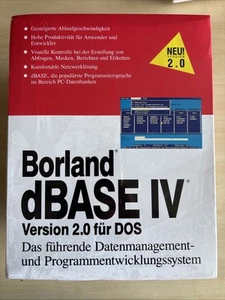 Gesteigerte Ablaufgeschwindigkeit
Hohe Produktivität für Anwender und
Entwickler
Visuelle Kontrolle bei der Erstellung von
Abfragen, Masken, Berichten und Etiketten
Komfortable Netzwerklösung
dBASE, die populärste Programmiersprache
im Bereich PC-Datenbanken
NEU!
VERSION
2.0
Borland®
dBASE IV®
Version 2.0 für DOS
Das führende Datenmanagement-
und Programmentwicklungssystem